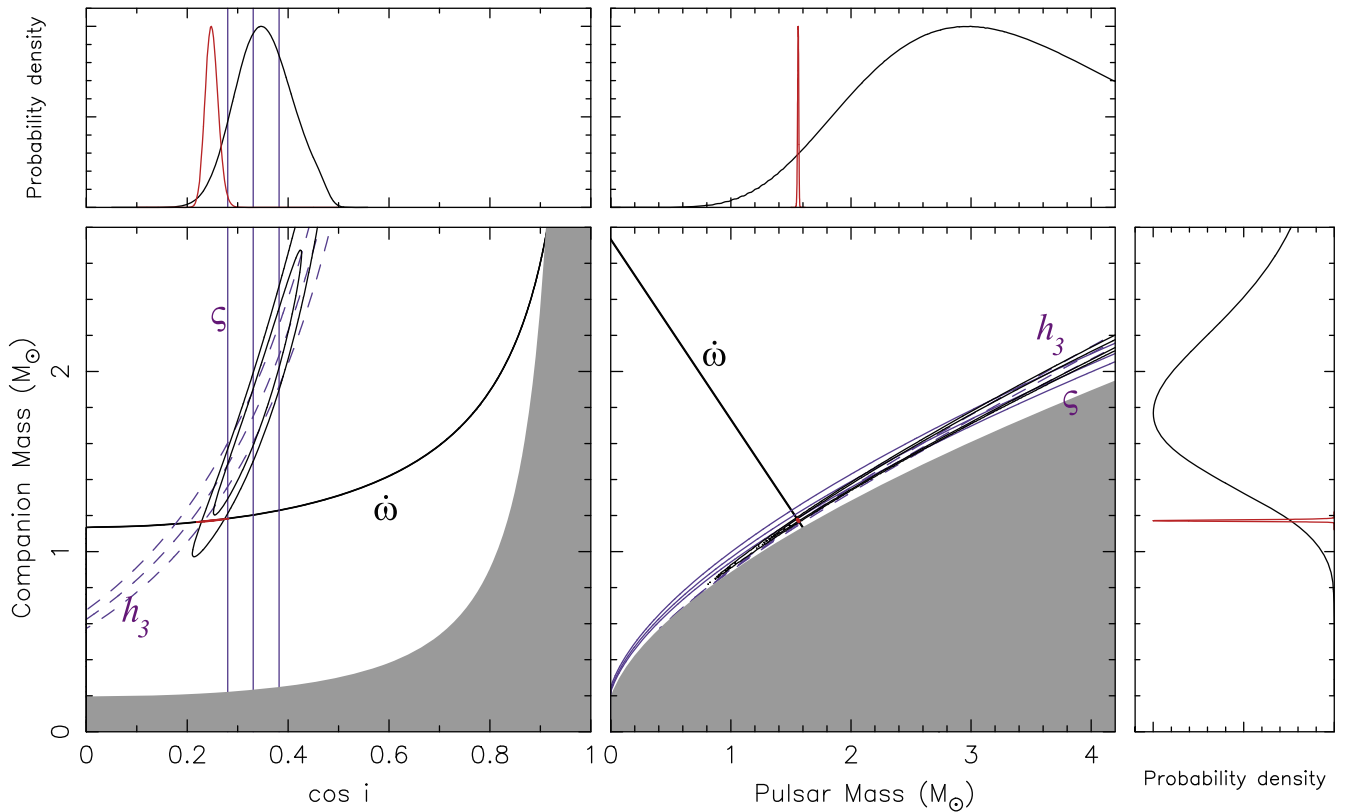 Probability density
ς
ω̇
h₃
Companion Mass (M☉)
2
1
0
0 0.2 0.4 0.6 0.8 1
cos i
h₃
ω̇
ς
0 1 2 3 4
Pulsar Mass (M☉)
Probability density